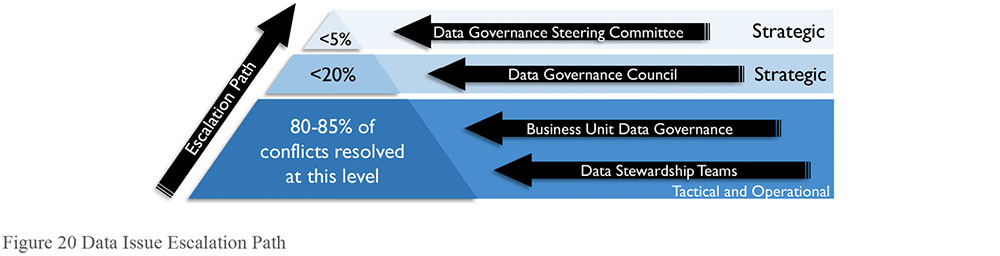 Escalation Path
<5%
Data Governance Steering Committee
Strategic
<20%
Data Governance Council
Strategic
80-85% of
conflicts resolved
at this level
Business Unit Data Governance
Data Stewardship Teams
Tactical and Operational
Figure 20 Data Issue Escalation Path